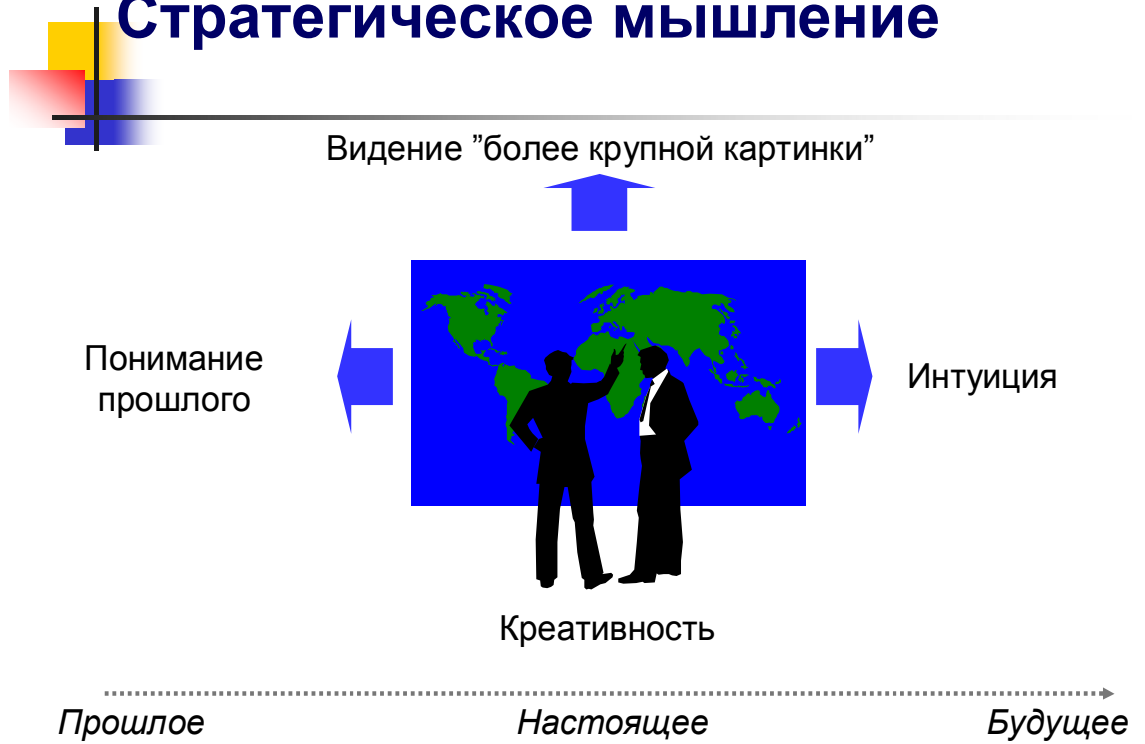 Стратегическое мышление
Видение ”более крупной картинки”
Понимание
прошлого
Интуиция
Креативность
Прошлое Настоящее Будущее